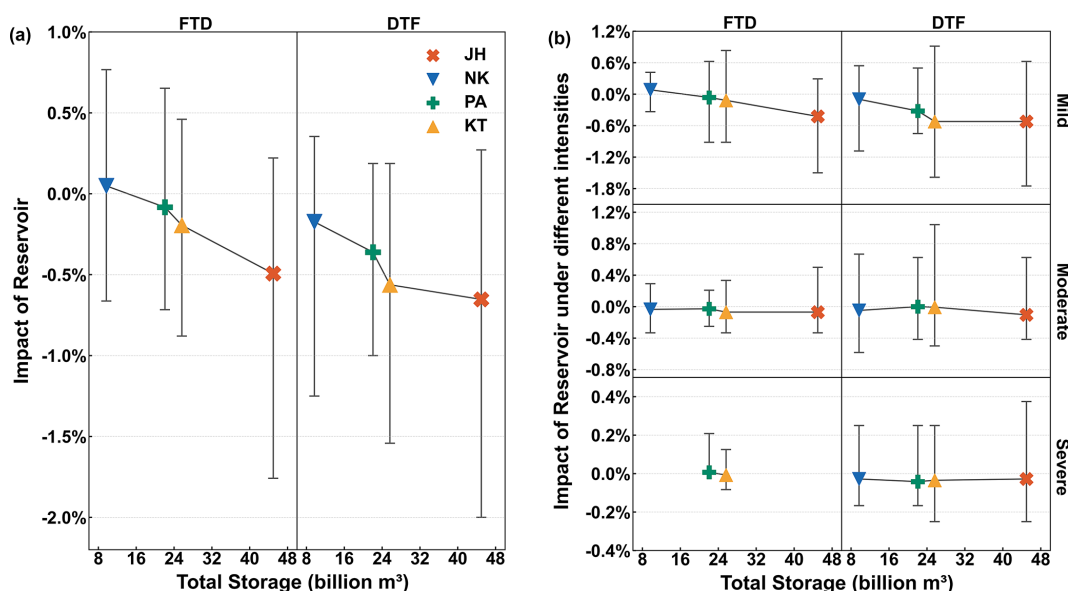 (a)
FTD
DTF
Impact of Reservoir
1.0%
0.5%
0.0%
-0.5%
-1.0%
-1.5%
-2.0%
JH
NK
PA
KT
8 16 24 32 40 48 8 16 24 32 40 48
Total Storage (billion m³)
(b)
FTD
DTF
Impact of Reservoir under different intensities
1.2%
0.6%
0.0%
-0.6%
-1.2%
-1.8%
Mild
1.2%
0.8%
0.4%
0.0%
-0.4%
-0.8%
Moderate
0.4%
0.2%
0.0%
-0.2%
-0.4%
Severe
8 16 24 32 40 48 8 16 24 32 40 48
Total Storage (billion m³)